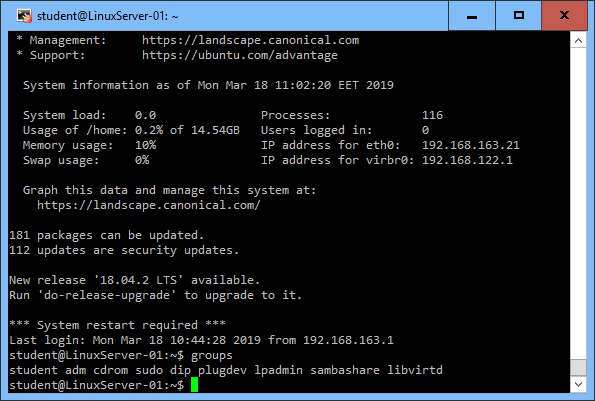 student@LinuxServer-01: ~
* Management:     https://landscape.canonical.com
* Support:        https://ubuntu.com/advantage
System information as of Mon Mar 18 11:02:20 EET 2019
System load:    0.0               Processes:             116
Usage of /home: 0.2% of 14.54GB   Users logged in:       0
Memory usage:   10%               IP address for eth0:   192.168.163.21
Swap usage:     0%                IP address for virbr0: 192.168.122.1
Graph this data and manage this system at:
https://landscape.canonical.com/
181 packages can be updated.
112 updates are security updates.
New release '18.04.2 LTS' available.
Run 'do-release-upgrade' to upgrade to it.
*** System restart required ***
Last login: Mon Mar 18 10:44:28 2019 from 192.168.163.1
student@LinuxServer-01:~$ groups
student adm cdrom sudo dip plugdev lpadmin sambashare libvirtd
student@LinuxServer-01:~$